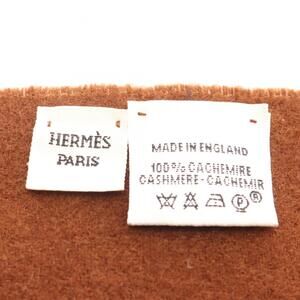 HERMÈS
PARIS
MADE IN ENGLAND
100% CACHEMIRE
CASHMERE-CACHEMIR
P ®